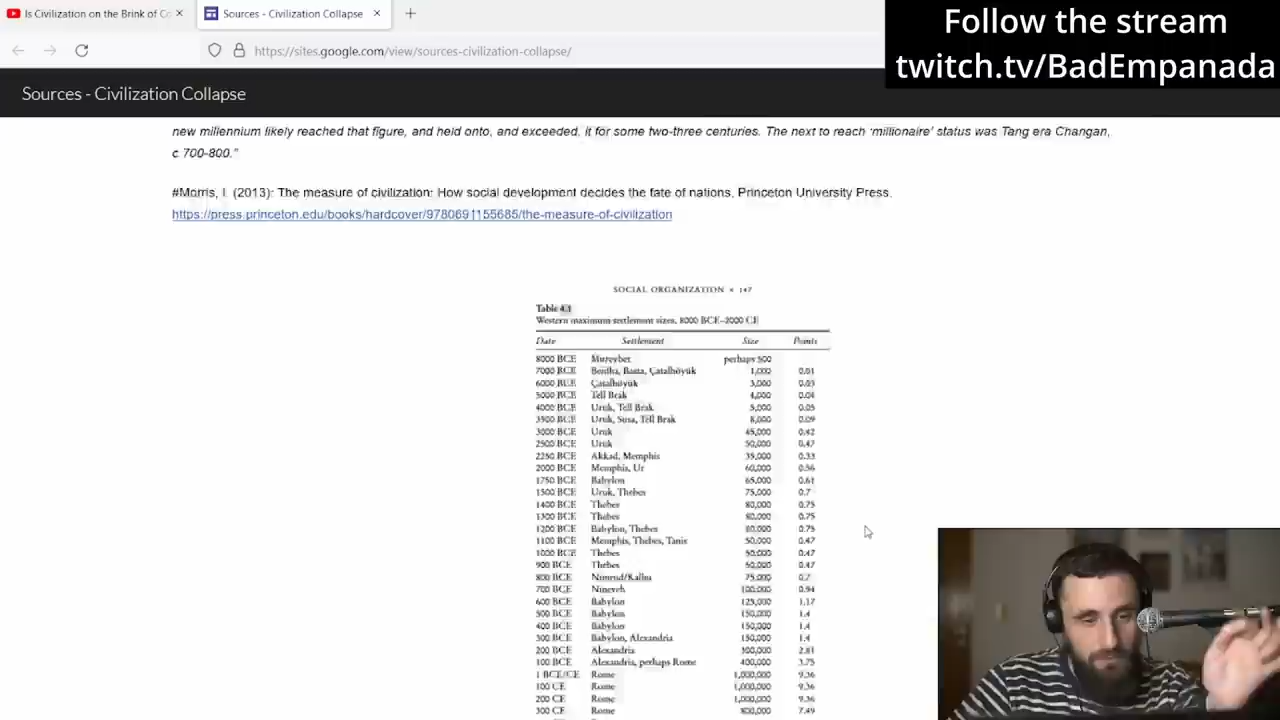 Is Civilization on the Brink of Co
Sources - Civilization Collapse
Follow the stream
twitch.tv/BadEmpanada
https://sites.google.com/view/sources-civilization-collapse/
Sources - Civilization Collapse
new millennium likely reached that figure, and held onto, and exceeded, it for some two-three centuries. The next to reach 'millionaire' status was Tang era Changan,
c 700-800."
#Morris, I. (2013): The measure of civilization: How social development decides the fate of nations, Princeton University Press.
https://press.princeton.edu/books/hardcover/9780691155685/the-measure-of-civilization
SOCIAL ORGANIZATION • 147
Table 4.1
Western maximum settlement sizes, 8000 BCE–2000 CE
Date Settlement Size Points
8000 BCE Mureybet perhaps 500
7000 BCE Beidha, Basta, Çatalhöyük 1,000 0.01
6000 BCE Çatalhöyük 3,000 0.03
5000 BCE Tell Brak 4,000 0.04
4000 BCE Uruk, Tell Brak 5,000 0.05
3500 BCE Uruk, Susa, Tell Brak 8,000 0.09
3000 BCE Uruk 45,000 0.42
2500 BCE Uruk 50,000 0.47
2250 BCE Akkad, Memphis 35,000 0.33
2000 BCE Memphis, Ur 60,000 0.56
1750 BCE Babylon 65,000 0.61
1500 BCE Uruk, Thebes 75,000 0.7
1400 BCE Thebes 80,000 0.75
1300 BCE Thebes 80,000 0.75
1200 BCE Babylon, Thebes 80,000 0.75
1100 BCE Memphis, Thebes, Tanis 50,000 0.47
1000 BCE Thebes 50,000 0.47
900 BCE Thebes 50,000 0.47
800 BCE Nimrud/Kalhu 75,000 0.7
700 BCE Nineveh 100,000 0.94
600 BCE Babylon 125,000 1.17
500 BCE Babylon 150,000 1.4
400 BCE Babylon 150,000 1.4
300 BCE Babylon, Alexandria 150,000 1.4
200 BCE Alexandria 300,000 2.81
100 BCE Alexandria, perhaps Rome 400,000 3.75
1 BCE/CE Rome 1,000,000 9.36
100 CE Rome 1,000,000 9.36
200 CE Rome 1,000,000 9.36
300 CE Rome 800,000 7.49